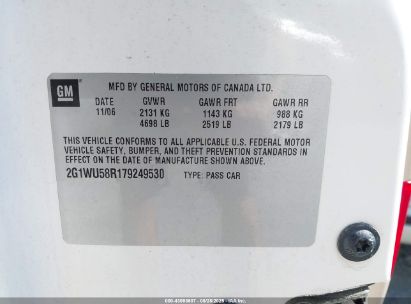 GM
MFD BY GENERAL MOTORS OF CANADA LTD.
DATE GVWR GAWR FRT GAWR RR
11/06 2131 KG 1143 KG 988 KG
4698 LB 2519 LB 2179 LB
THIS VEHICLE CONFORMS TO ALL APPLICABLE U.S. FEDERAL MOTOR
VEHICLE SAFETY, BUMPER, AND THEFT PREVENTION STANDARDS
IN EFFECT ON THE DATE OF MANUFACTURE SHOWN ABOVE.
2G1WU58R179249530 TYPE: PASS CAR